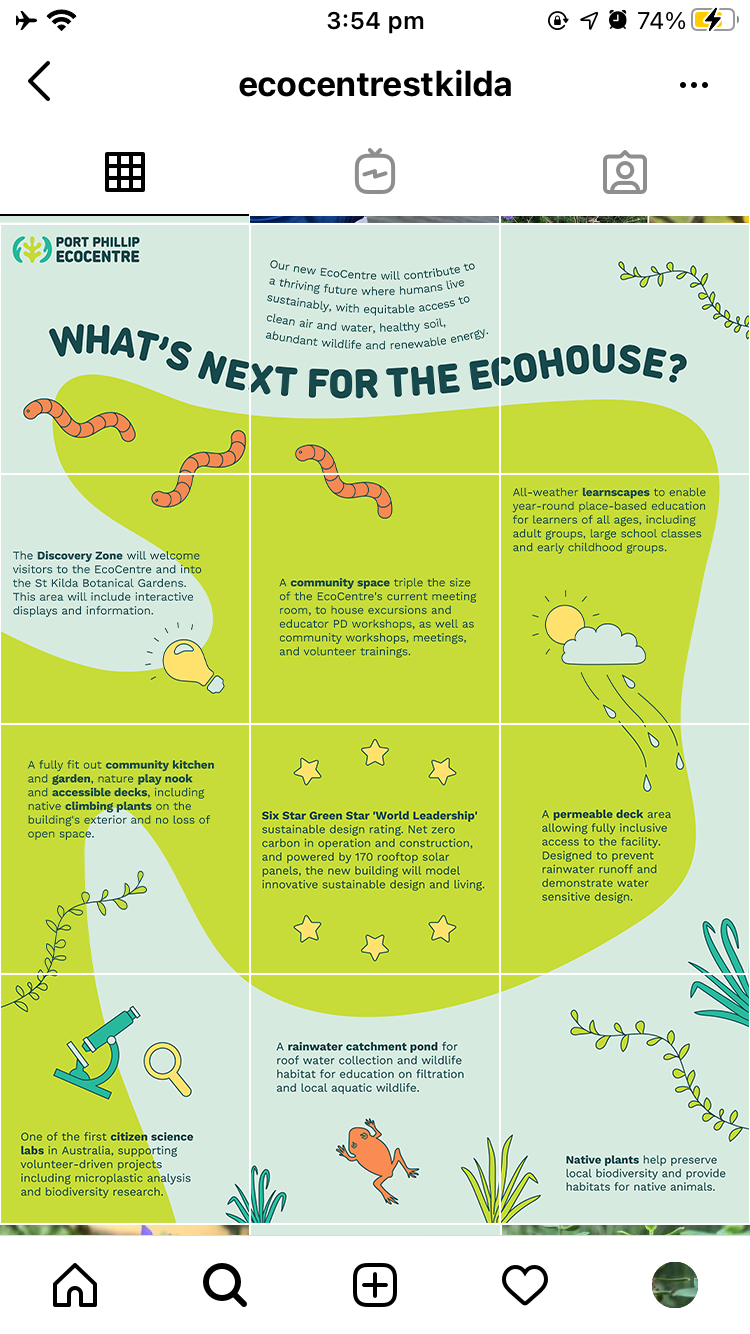 3:54 pm
74%
ecocentrestkilda
PORT PHILLIP
ECOCENTRE
Our new EcoCentre will contribute to
a thriving future where humans live
sustainably, with equitable access to
clean air and water, healthy soil,
abundant wildlife and renewable energy.
WHAT'S NEXT FOR THE ECOHOUSE?
All-weather learnscapes to enable
year-round place-based education
for learners of all ages, including
adult groups, large school classes
and early childhood groups.
The Discovery Zone will welcome
visitors to the EcoCentre and into
the St Kilda Botanical Gardens.
This area will include interactive
displays and information.
A community space triple the size
of the EcoCentre's current meeting
room, to house excursions and
educator PD workshops, as well as
community workshops, meetings,
and volunteer trainings.
A fully fit out community kitchen
and garden, nature play nook
and accessible decks, including
native climbing plants on the
building's exterior and no loss of
open space.
Six Star Green Star 'World Leadership'
sustainable design rating. Net zero
carbon in operation and construction,
and powered by 170 rooftop solar
panels, the new building will model
innovative sustainable design and living.
A permeable deck area
allowing fully inclusive
access to the facility.
Designed to prevent
rainwater runoff and
demonstrate water
sensitive design.
One of the first citizen science
labs in Australia, supporting
volunteer-driven projects
including microplastic analysis
and biodiversity research.
A rainwater catchment pond for
roof water collection and wildlife
habitat for education on filtration
and local aquatic wildlife.
Native plants help preserve
local biodiversity and provide
habitats for native animals.